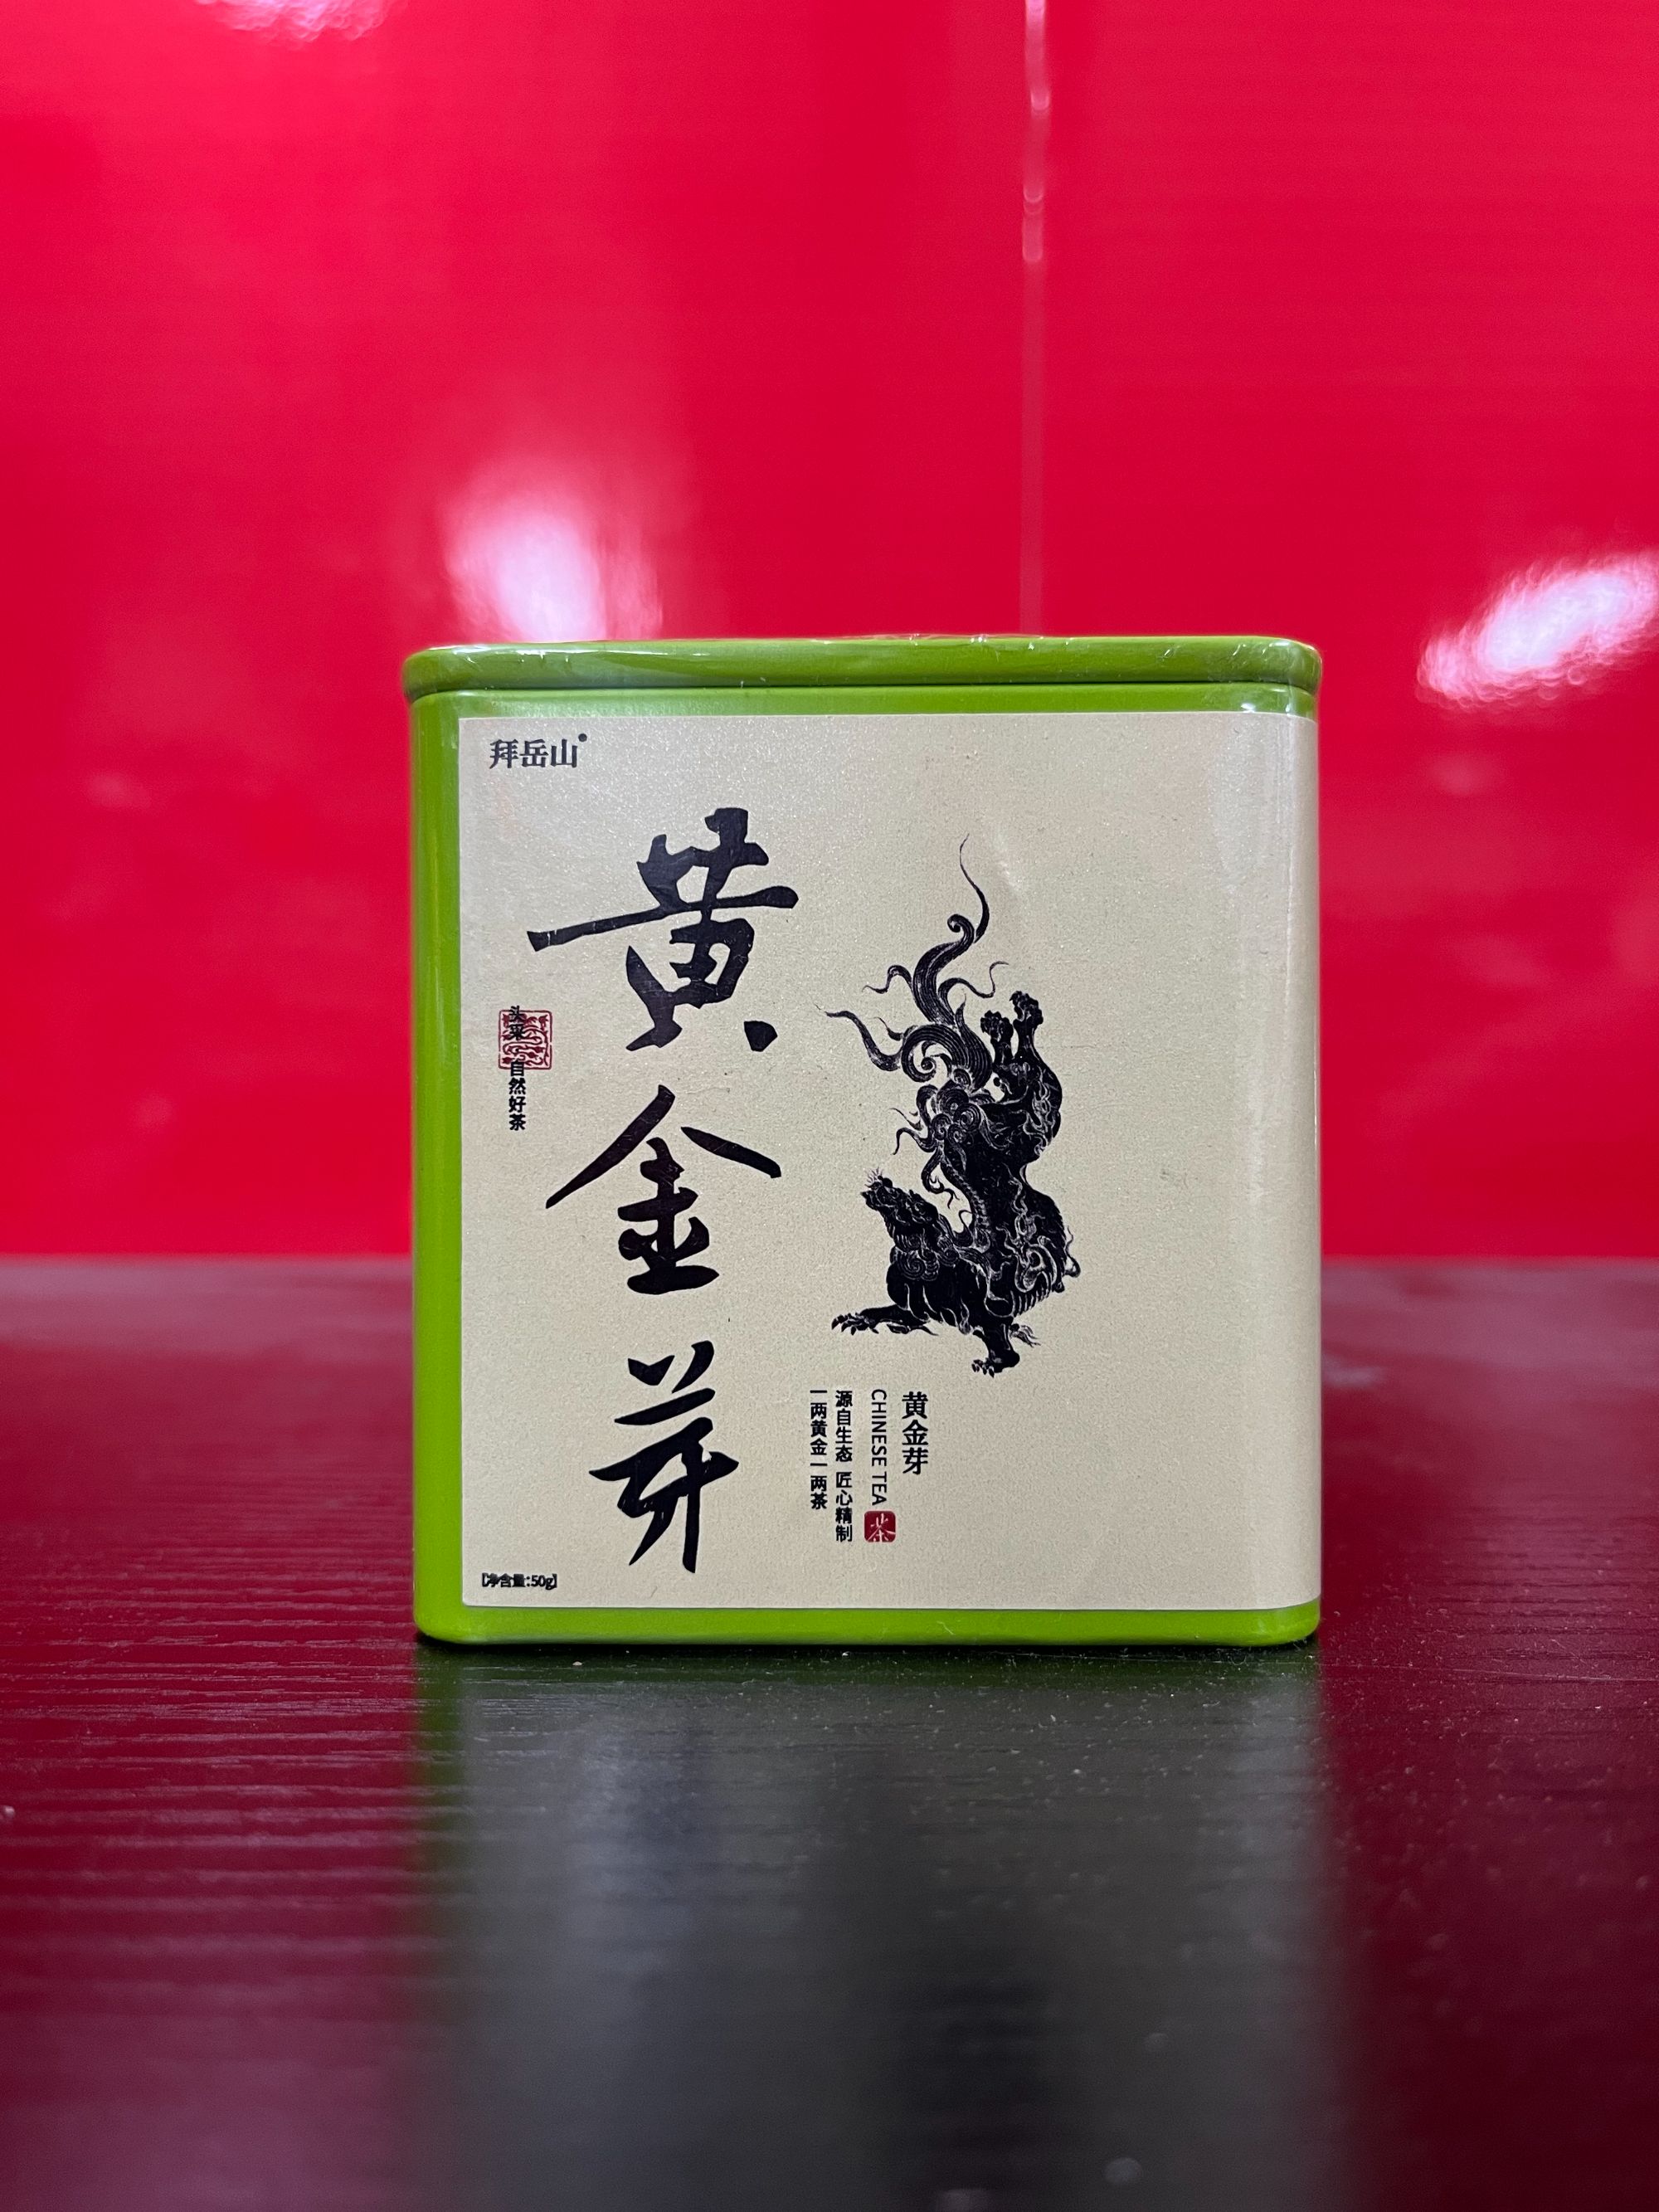 拜岳山
黄金芽
头采 自然好茶
黄金芽
CHINESE TEA
茶
源自生态 匠心精制
一两黄金一两茶
[净含量:50g]